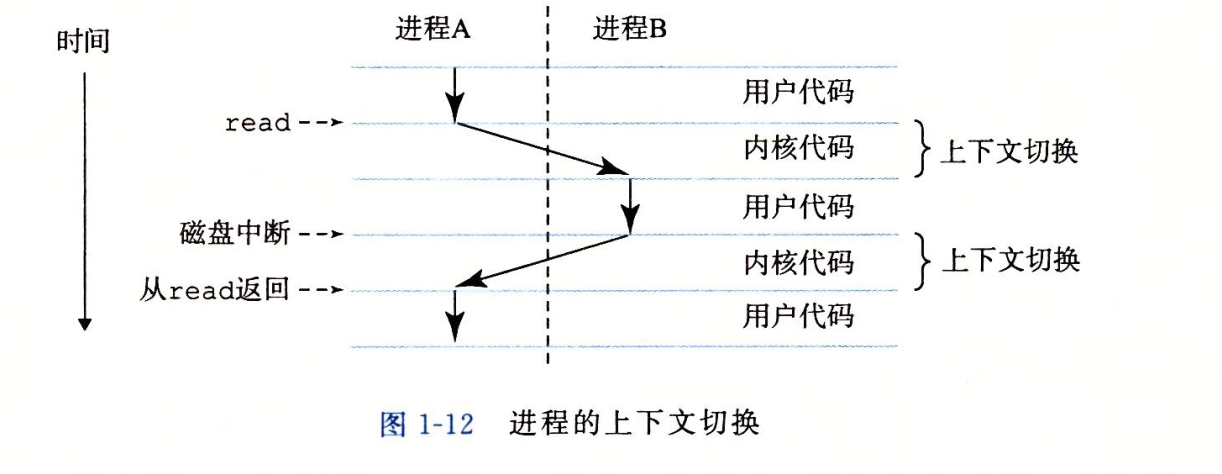 时间
进程A
进程B
用户代码
read
内核代码
上下文切换
用户代码
磁盘中断
内核代码
上下文切换
从read返回
用户代码
图 1-12 进程的上下文切换